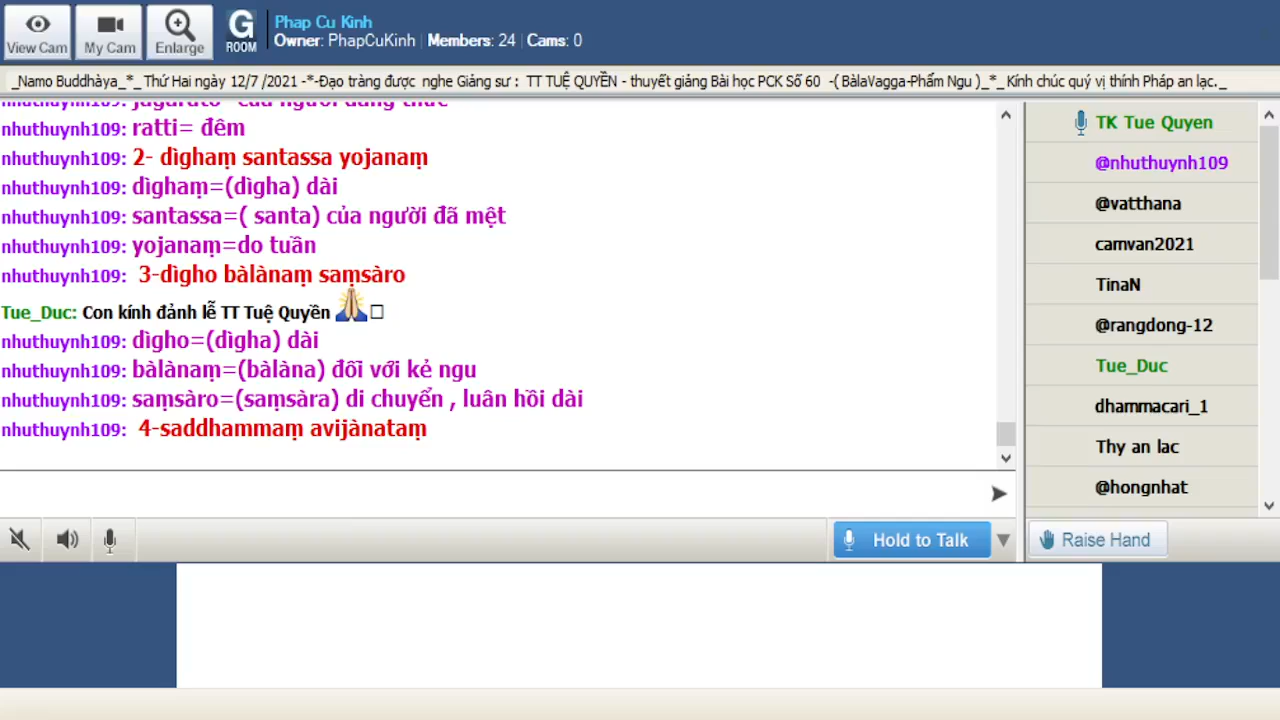 View Cam
My Cam
Enlarge
G
ROOM
Phap Cu Kinh
Owner: PhapCuKinh | Members: 24 | Cams: 0
_Namo Buddhàya_*_ Thứ Hai ngày 12/7 /2021 -*-Đạo tràng được nghe Giảng sư : TT TUỆ QUYỀN - thuyết giảng Bài học PCK Số 60 -( BàlaVagga-Phẩm Ngu )_*_Kính chúc quý vị thính Pháp an lạc._
nhuthuynh109: jàgarato= của người đang thức
nhuthuynh109: ratti= đêm
nhuthuynh109: 2- dìghaṃ santassa yojanaṃ
nhuthuynh109: dìghaṃ=(dìgha) dài
nhuthuynh109: santassa=( santa) của người đã mệt
nhuthuynh109: yojanaṃ=do tuần
nhuthuynh109: 3-dìgho bàlànaṃ saṃsàro
Tue_Duc: Con kính đảnh lễ TT Tuệ Quyền 🙏
nhuthuynh109: dìgho=(dìgha) dài
nhuthuynh109: bàlànaṃ=(bàlàna) đối với kẻ ngu
nhuthuynh109: saṃsàro=(saṃsàra) di chuyển , luân hồi dài
nhuthuynh109: 4-saddhammaṃ avijànataṃ
TK Tue Quyen
@nhuthuynh109
@vatthana
camvan2021
TinaN
@rangdong-12
Tue_Duc
dhammacari_1
Thy an lac
@hongnhat
Hold to Talk
Raise Hand